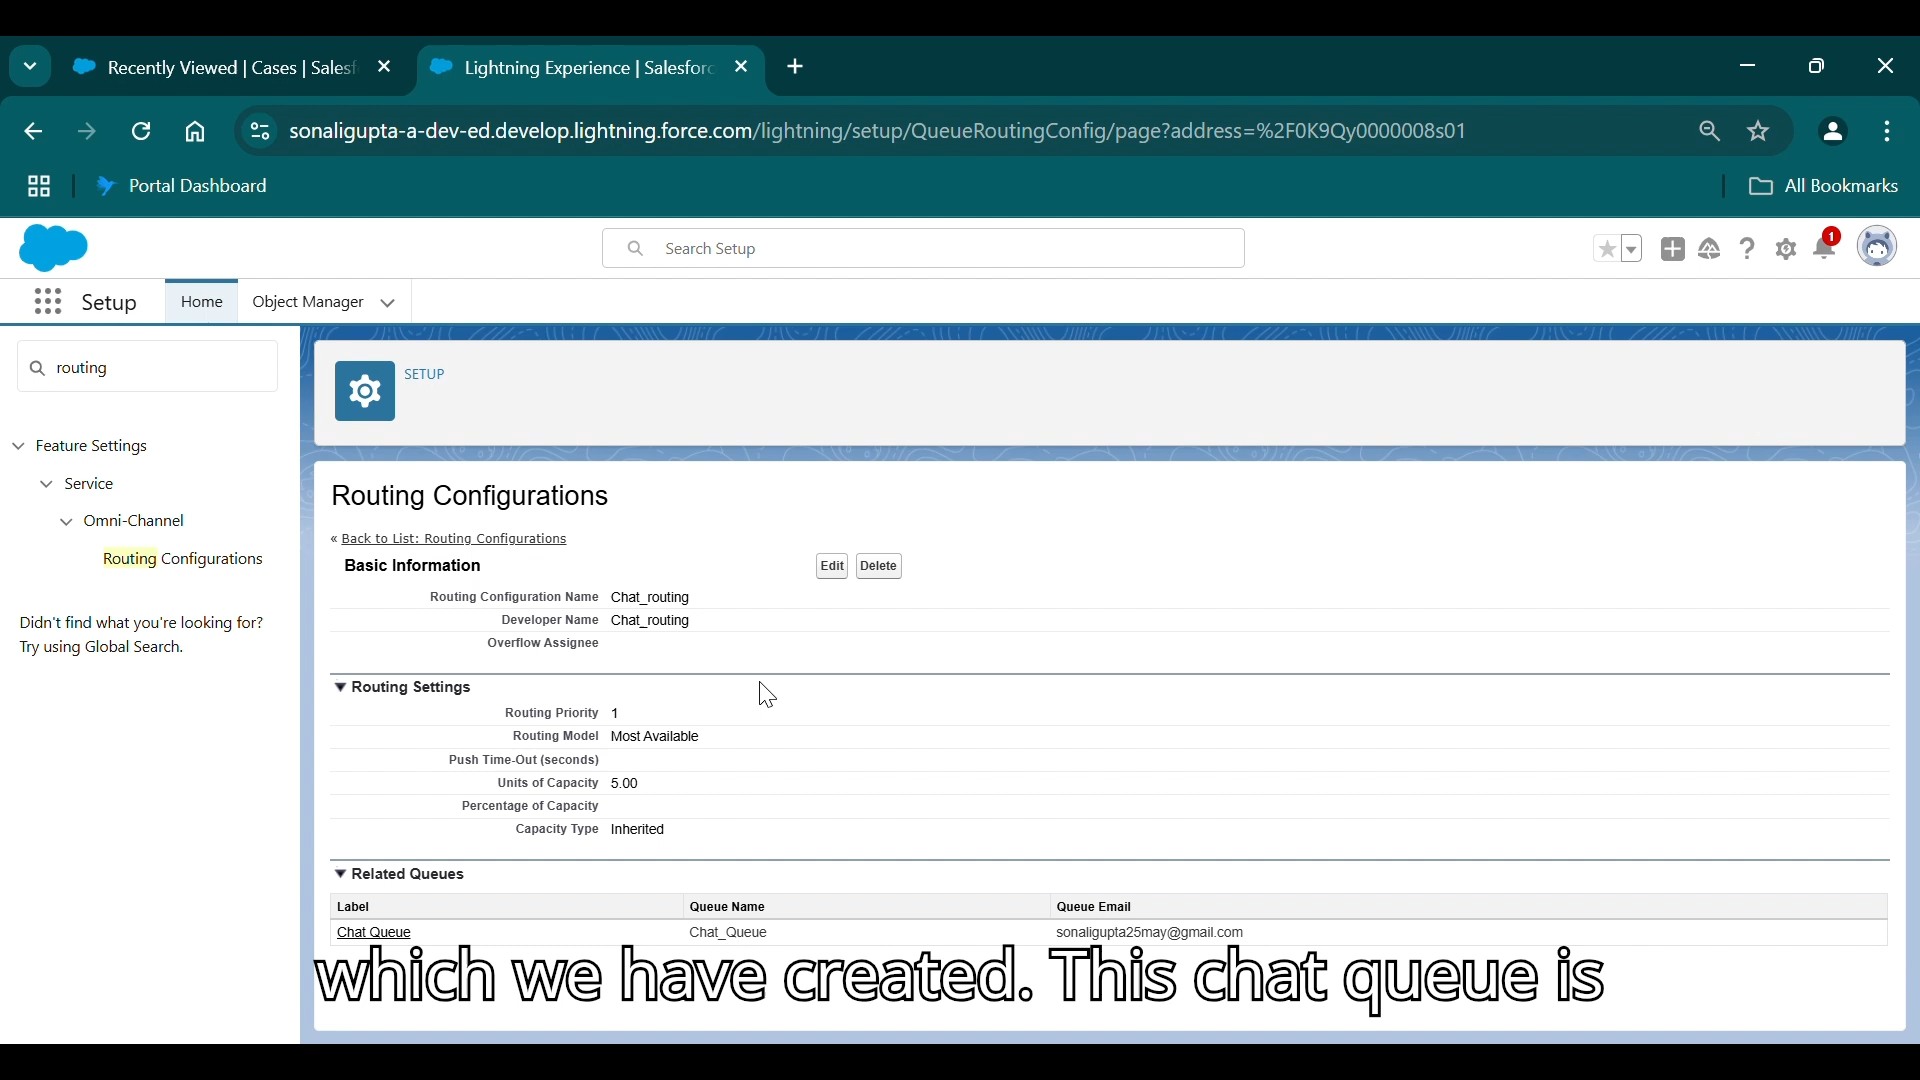 Recently Viewed | Cases | Salesf
Lightning Experience | Salesforc
sonaligupta-a-dev-ed.develop.lightning.force.com/lightning/setup/QueueRoutingConfig/page?address=%2F0K9Qy0000008s01
Portal Dashboard
All Bookmarks
Search Setup
1
Setup
Home
Object Manager
routing
Feature Settings
Service
Omni-Channel
Routing Configurations
Didn't find what you're looking for?
Try using Global Search.
SETUP
Routing Configurations
« Back to List: Routing Configurations
Basic Information
Edit
Delete
Routing Configuration Name Chat_routing
Developer Name Chat_routing
Overflow Assignee
Routing Settings
Routing Priority 1
Routing Model Most Available
Push Time-Out (seconds)
Units of Capacity 5.00
Percentage of Capacity
Capacity Type Inherited
Related Queues
Label Queue Name Queue Email
Chat Queue Chat_Queue sonaligupta25may@gmail.com
which we have created. This chat queue is